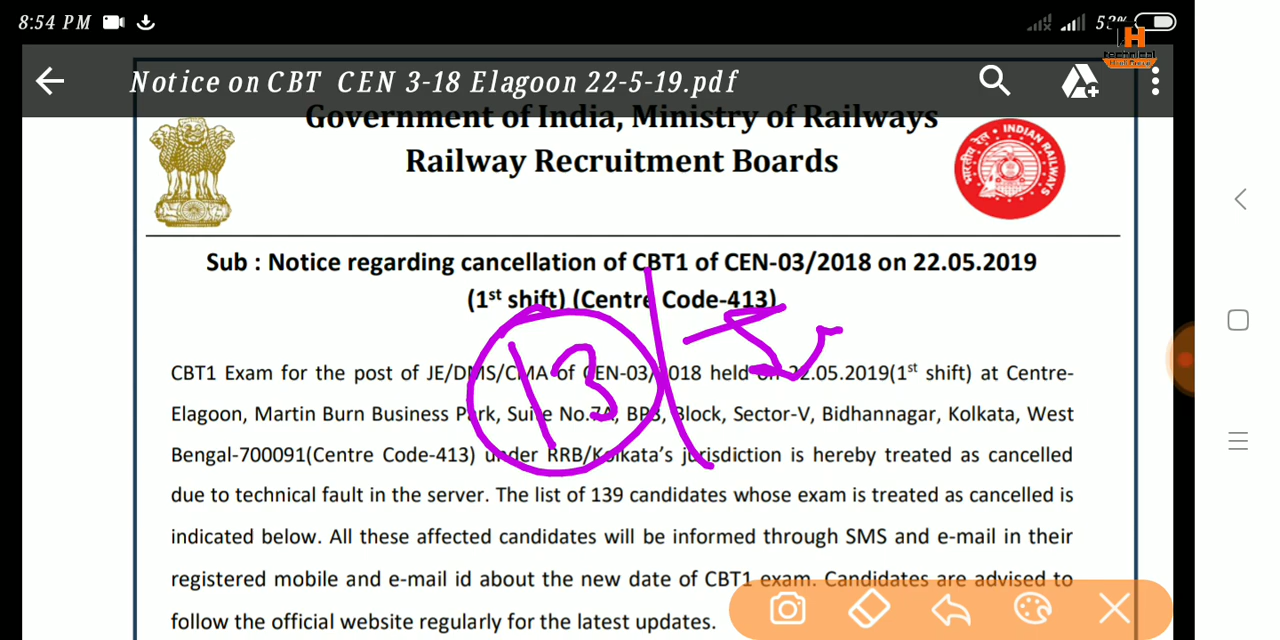 8:54 PM
Notice on CBT CEN 3-18 Elagoon 22-5-19.pdf
H
technical
Government of India, Ministry of Railways
Railway Recruitment Boards
INDIAN RAILWAYS
भारतीय रेल
Sub : Notice regarding cancellation of CBT1 of CEN-03/2018 on 22.05.2019
(1st shift) (Centre Code-413)
13
CBT1 Exam for the post of JE/DMS/CMA of CEN-03/2018 held on 22.05.2019(1st shift) at Centre-
Elagoon, Martin Burn Business Park, Suite No.7A, BPB, Block, Sector-V, Bidhannagar, Kolkata, West
Bengal-700091(Centre Code-413) under RRB/Kolkata's jurisdiction is hereby treated as cancelled
due to technical fault in the server. The list of 139 candidates whose exam is treated as cancelled is
indicated below. All these affected candidates will be informed through SMS and e-mail in their
registered mobile and e-mail id about the new date of CBT1 exam. Candidates are advised to
follow the official website regularly for the latest updates.